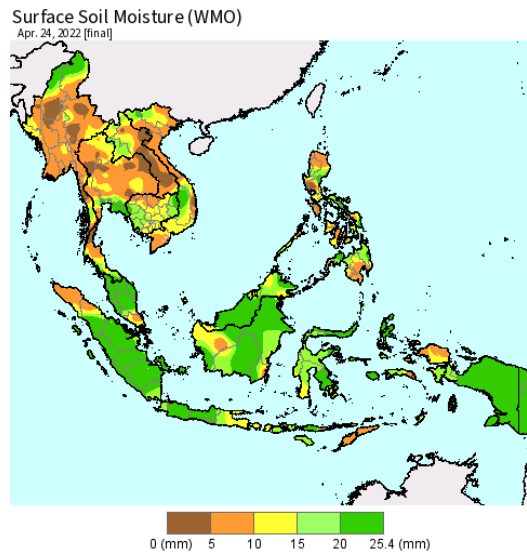 Surface Soil Moisture (WMO)
Apr. 24, 2022 [final]
0 (mm) 5 10 15 20 25.4 (mm)